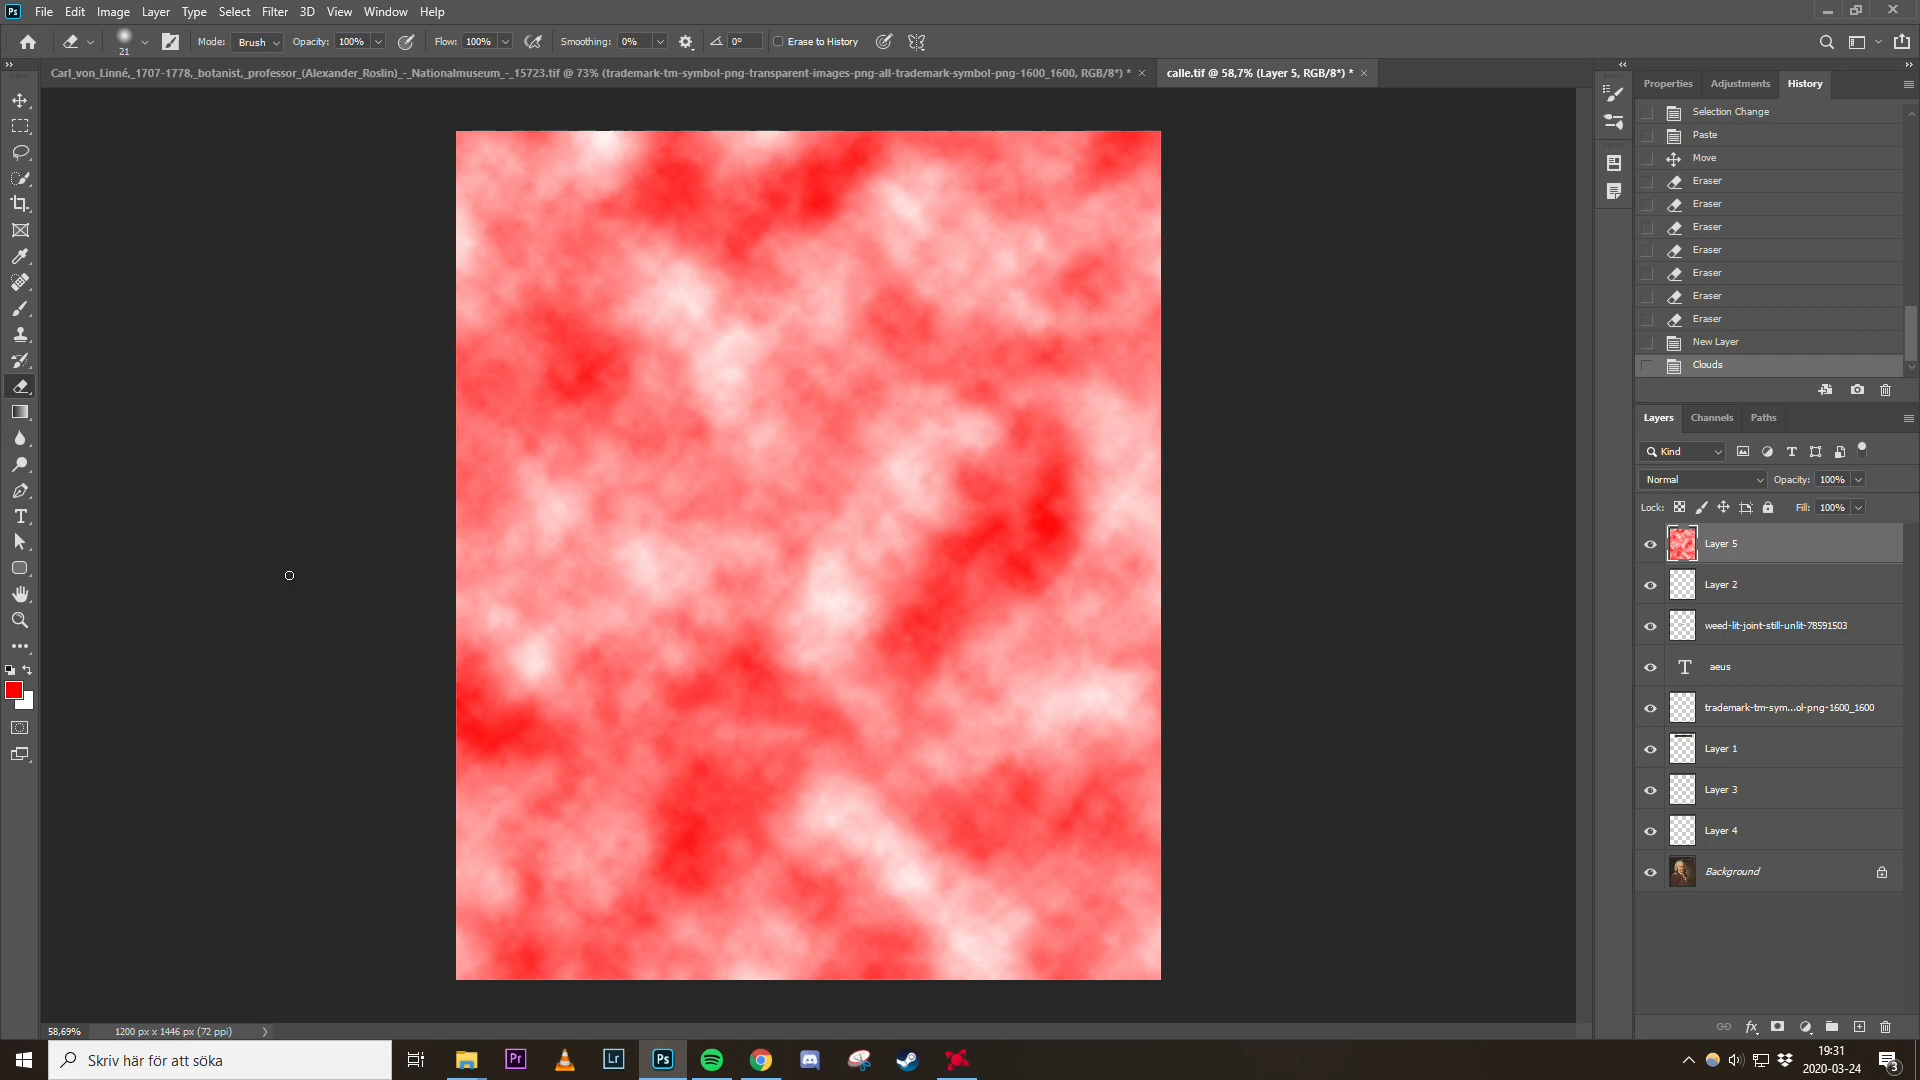 Ps File Edit Image Layer Type Select Filter 3D View Window Help
21 Mode: Brush Opacity: 100% Flow: 100% Smoothing: 0% 0° Erase to History
Carl_von_Linné,_1707-1778,_botanist,_professor_(Alexander_Roslin)_-_Nationalmuseum_-_15723.tif @ 73% (trademark-tm-symbol-png-transparent-images-png-all-trademark-symbol-png-1600_1600, RGB/8*) * calle.tif @ 58,7% (Layer 5, RGB/8*) *
Properties Adjustments History
Selection Change
Paste
Move
Eraser
Eraser
Eraser
Eraser
Eraser
Eraser
Eraser
New Layer
Clouds
Layers Channels Paths
Kind
Normal Opacity: 100%
Lock: Fill: 100%
Layer 5
Layer 2
weed-lit-joint-still-unlit-78591503
aeus
trademark-tm-sym...ol-png-1600_1600
Layer 1
Layer 3
Layer 4
Background
58,69% 1200 px x 1446 px (72 ppi)
Skriv här för att söka Pr Lr Ps 19:31
2020-03-24 3